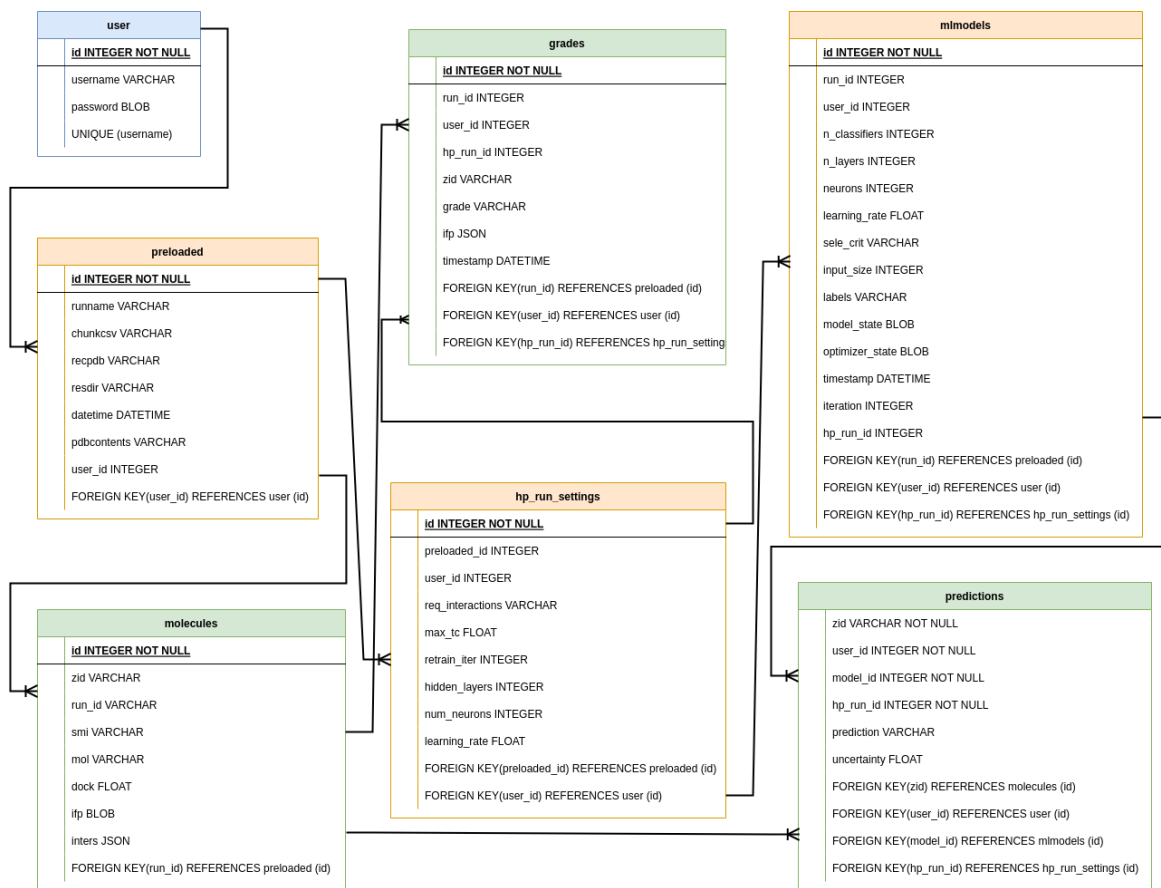 user
id INTEGER NOT NULL
username VARCHAR
password BLOB
UNIQUE (username)
preloaded
id INTEGER NOT NULL
runname VARCHAR
chunkcsv VARCHAR
recpdb VARCHAR
resdir VARCHAR
datetime DATETIME
pdbcontents VARCHAR
user_id INTEGER
FOREIGN KEY(user_id) REFERENCES user (id)
molecules
id INTEGER NOT NULL
zid VARCHAR
run_id VARCHAR
smi VARCHAR
mol VARCHAR
dock FLOAT
ifp BLOB
inters JSON
FOREIGN KEY(run_id) REFERENCES preloaded (id)
grades
id INTEGER NOT NULL
run_id INTEGER
user_id INTEGER
hp_run_id INTEGER
zid VARCHAR
grade VARCHAR
ifp JSON
timestamp DATETIME
FOREIGN KEY(run_id) REFERENCES preloaded (id)
FOREIGN KEY(user_id) REFERENCES user (id)
FOREIGN KEY(hp_run_id) REFERENCES hp_run_setting
hp_run_settings
id INTEGER NOT NULL
preloaded_id INTEGER
user_id INTEGER
req_interactions VARCHAR
max_tc FLOAT
retrain_iter INTEGER
hidden_layers INTEGER
num_neurons INTEGER
learning_rate FLOAT
FOREIGN KEY(preloaded_id) REFERENCES preloaded (id)
FOREIGN KEY(user_id) REFERENCES user (id)
mlmodels
id INTEGER NOT NULL
run_id INTEGER
user_id INTEGER
n_classifiers INTEGER
n_layers INTEGER
neurons INTEGER
learning_rate FLOAT
sele_crit VARCHAR
input_size INTEGER
labels VARCHAR
model_state BLOB
optimizer_state BLOB
timestamp DATETIME
iteration INTEGER
hp_run_id INTEGER
FOREIGN KEY(run_id) REFERENCES preloaded (id)
FOREIGN KEY(user_id) REFERENCES user (id)
FOREIGN KEY(hp_run_id) REFERENCES hp_run_settings (id)
predictions
zid VARCHAR NOT NULL
user_id INTEGER NOT NULL
model_id INTEGER NOT NULL
hp_run_id INTEGER NOT NULL
prediction VARCHAR
uncertainty FLOAT
FOREIGN KEY(zid) REFERENCES molecules (id)
FOREIGN KEY(user_id) REFERENCES user (id)
FOREIGN KEY(model_id) REFERENCES mlmodels (id)
FOREIGN KEY(hp_run_id) REFERENCES hp_run_settings (id)